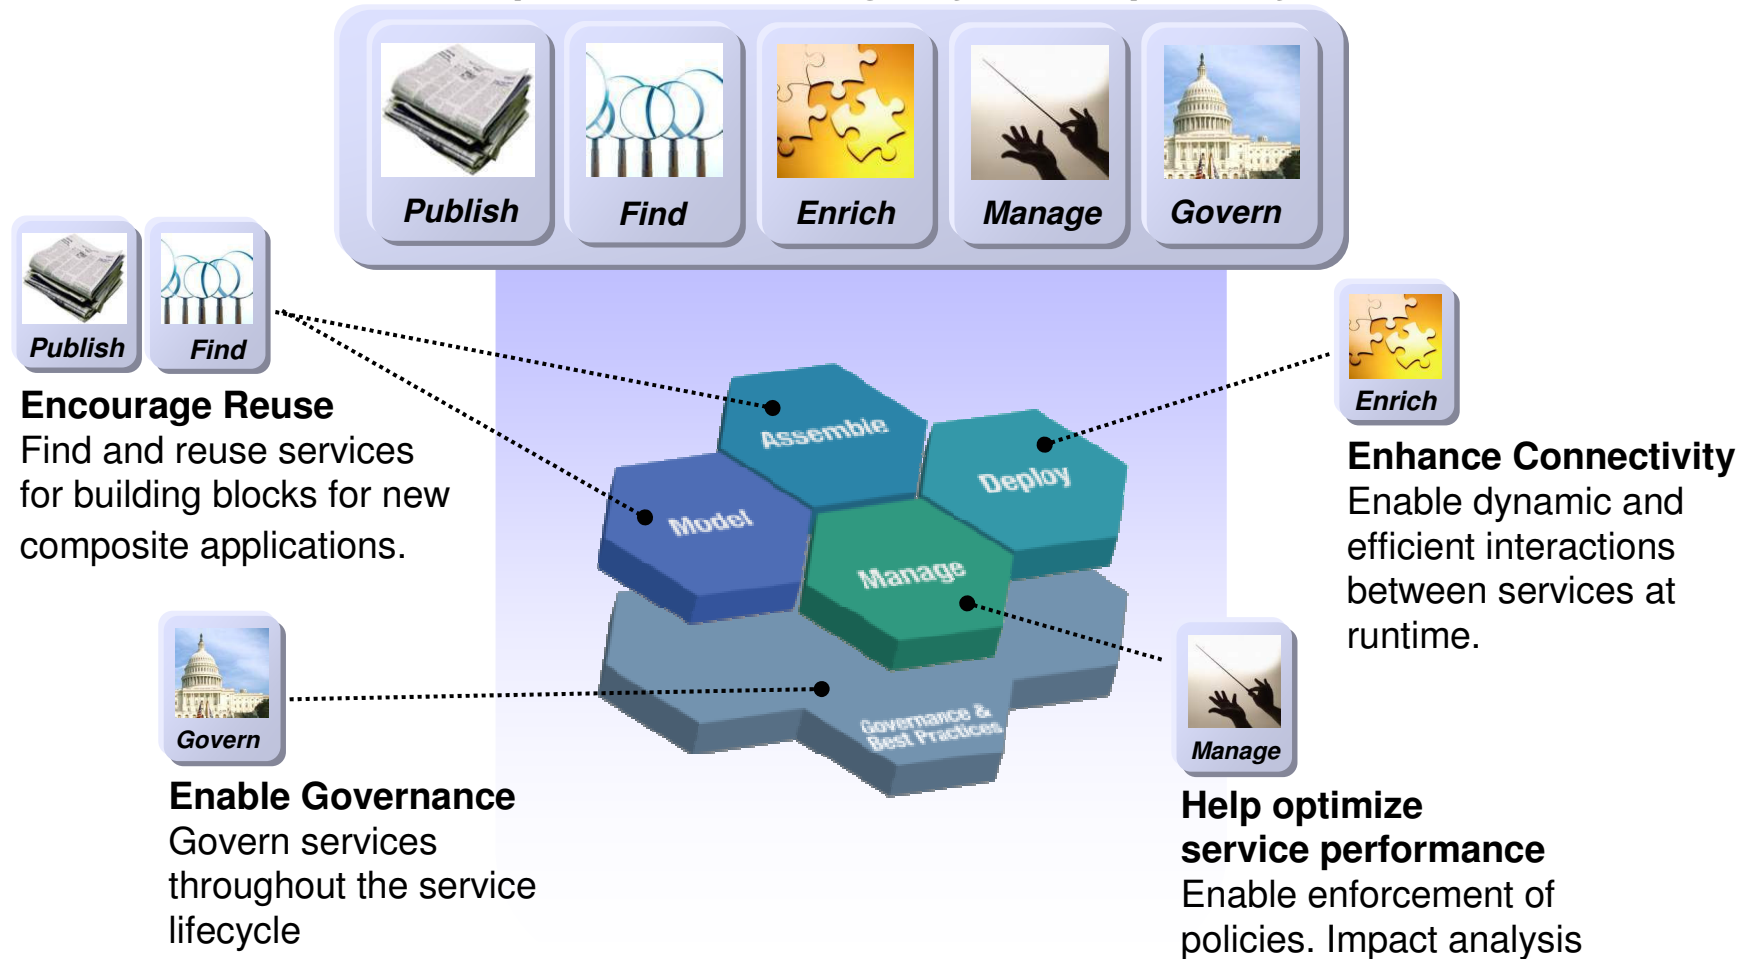 Publish
Find
Enrich
Manage
Govern
Publish
Find
Encourage Reuse
Find and reuse services
for building blocks for new
composite applications.
Enrich
Enhance Connectivity
Enable dynamic and
efficient interactions
between services at
runtime.
Assemble
Deploy
Model
Manage
Governance &
Best Practices
Govern
Enable Governance
Govern services
throughout the service
lifecycle
Manage
Help optimize
service performance
Enable enforcement of
policies. Impact analysis